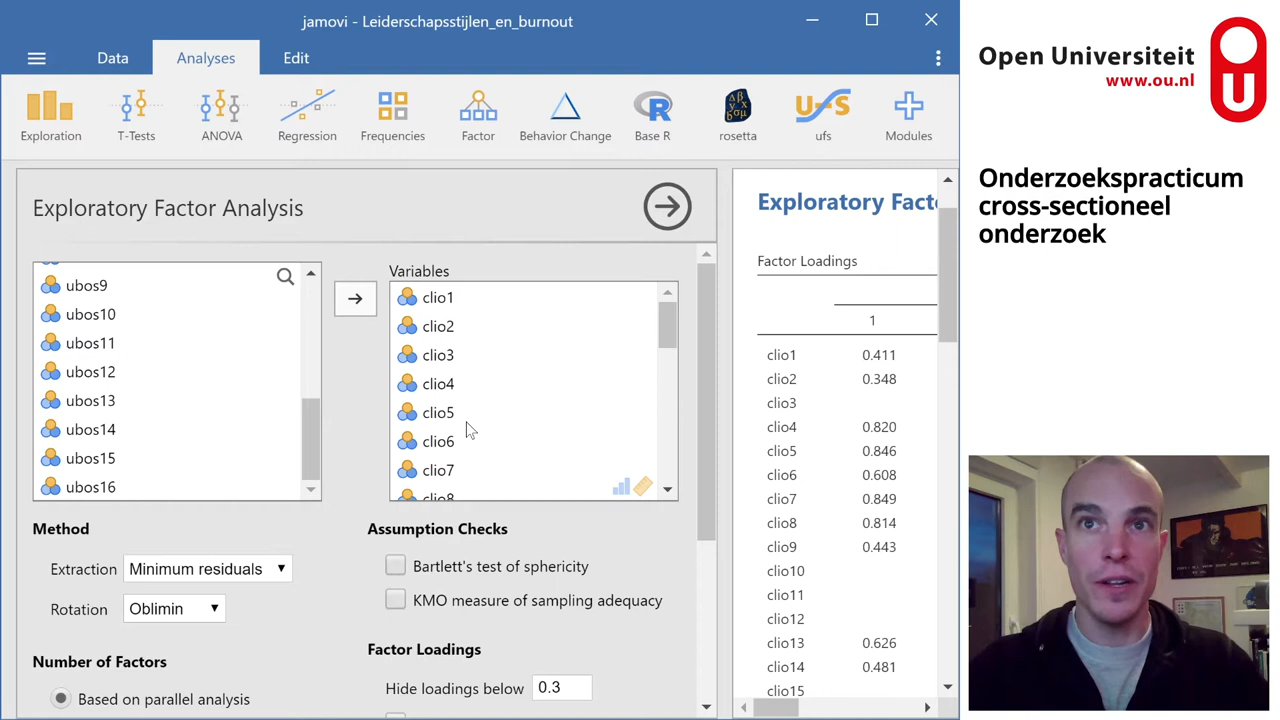 jamovi - Leiderschapsstijlen_en_burnout
Data
Analyses
Edit
Exploration
T-Tests
ANOVA
Regression
Frequencies
Factor
Behavior Change
Base R
rosetta
ufs
Modules
Exploratory Factor Analysis
ubos9
ubos10
ubos11
ubos12
ubos13
ubos14
ubos15
ubos16
Variables
clio1
clio2
clio3
clio4
clio5
clio6
clio7
clio8
Method
Extraction
Minimum residuals
Rotation
Oblimin
Number of Factors
Based on parallel analysis
Assumption Checks
Bartlett's test of sphericity
KMO measure of sampling adequacy
Factor Loadings
Hide loadings below 0.3
Exploratory Fact
Factor Loadings
1
clio1 0.411
clio2 0.348
clio3
clio4 0.820
clio5 0.846
clio6 0.608
clio7 0.849
clio8 0.814
clio9 0.443
clio10
clio11
clio12
clio13 0.626
clio14 0.481
clio15
Open Universiteit
www.ou.nl
Onderzoekspracticum
cross-sectioneel
onderzoek